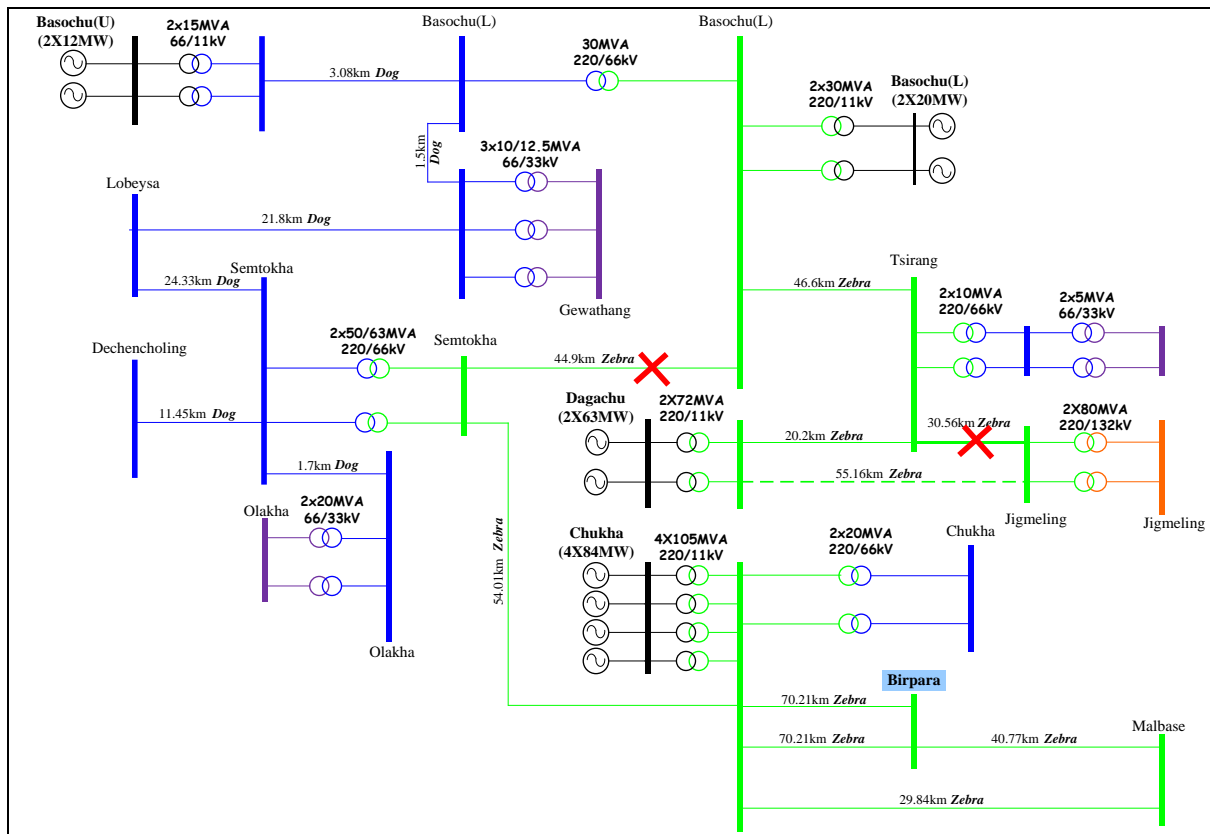 Basochu(U)
(2X12MW)
2x15MVA
66/11kV
Basochu(L)
30MVA
220/66kV
Basochu(L)
3.08km Dog
2x30MVA
220/11kV
Basochu(L)
(2X20MW)
1.5km
Dog
3x10/12.5MVA
66/33kV
Lobeysa
21.8km Dog
Gewathang
24.33km Dog
Semtokha
2x50/63MVA
220/66kV
Semtokha
44.9km Zebra
46.6km Zebra
Tsirang
2x10MVA
220/66kV
2x5MVA
66/33kV
Dechencholing
11.45km Dog
1.7km Dog
Olakha
2x20MVA
66/33kV
Olakha
Dagachu
(2X63MW)
2X72MVA
220/11kV
20.2km Zebra
30.56km Zebra
2X80MVA
220/132kV
55.16km Zebra
Jigmeling
Jigmeling
54.01km Zebra
Chukha
(4X84MW)
4X105MVA
220/11kV
2x20MVA
220/66kV
Chukha
Birpara
70.21km Zebra
70.21km Zebra
40.77km Zebra
Malbase
29.84km Zebra